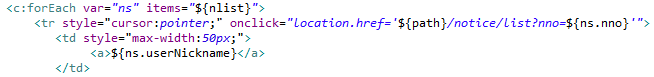 <c:forEach var="ns" items="${nlist}">
<tr style="cursor:pointer;" onclick="location.href='${path}/notice/list?nno=${ns.nno}'">
<td style="max-width:50px;">
<a>${ns.userNickname}</a>
</td>